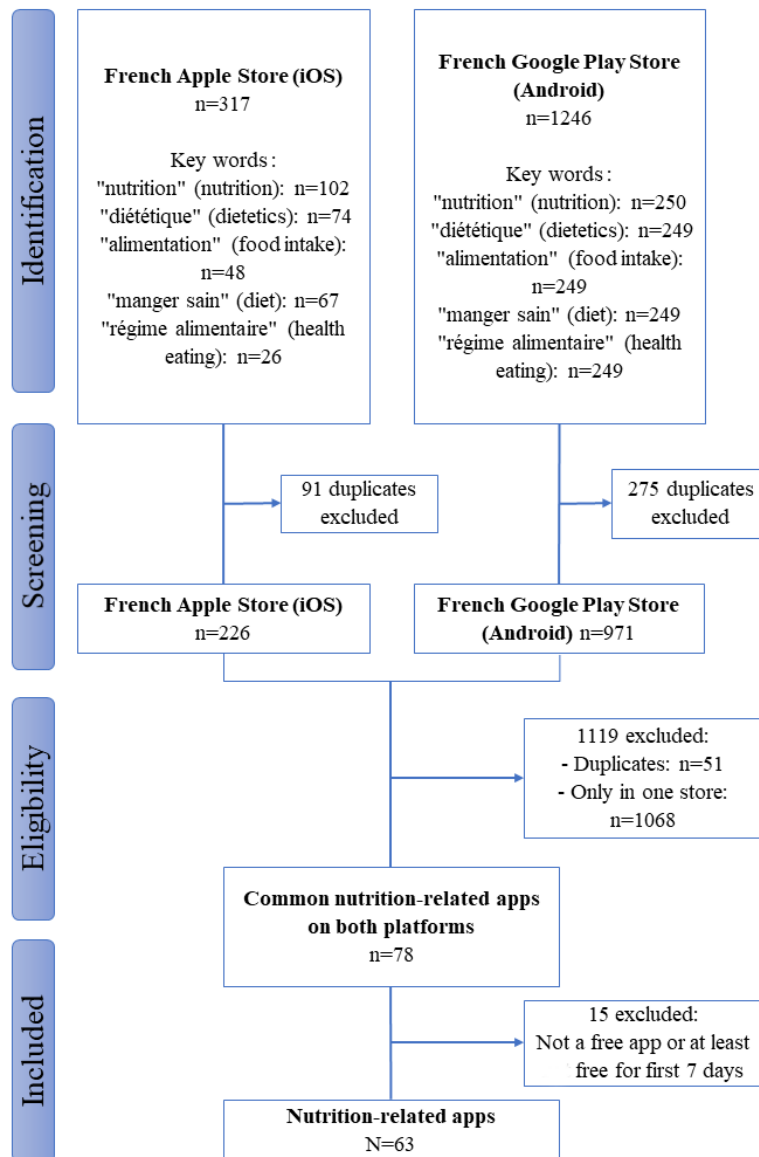 Identification
French Apple Store (iOS)
n=317
Key words :
"nutrition" (nutrition): n=102
"diététique" (dietetics): n=74
"alimentation" (food intake):
n=48
"manger sain" (diet): n=67
"régime alimentaire" (health
eating): n=26
French Google Play Store
(Android)
n=1246
Key words :
"nutrition" (nutrition): n=250
"diététique" (dietetics): n=249
"alimentation" (food intake):
n=249
"manger sain" (diet): n=249
"régime alimentaire" (health
eating): n=249
Screening
91 duplicates
excluded
275 duplicates
excluded
French Apple Store (iOS)
n=226
French Google Play Store
(Android) n=971
Eligibility
1119 excluded:
- Duplicates: n=51
- Only in one store:
n=1068
Common nutrition-related apps
on both platforms
n=78
Included
15 excluded:
Not a free app or at least
free for first 7 days
Nutrition-related apps
N=63